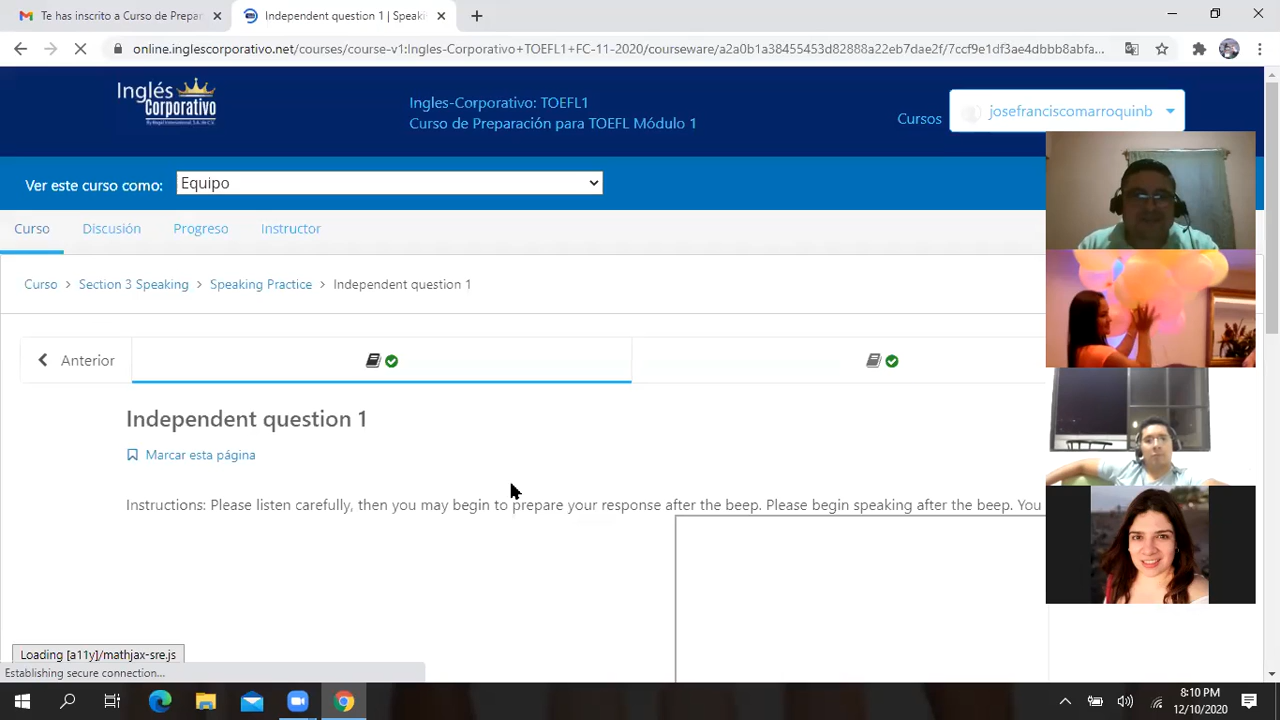 Te has inscrito a Curso de Prepar
Independent question 1 | Speaki
online.inglescorporativo.net/courses/course-v1:Ingles-Corporativo+TOEFL1+FC-11-2020/courseware/a2a0b1a38455453d82888a22eb7dae2f/7ccf9e1df3ae4dbbb8abfa...
Inglés
Corporativo
Ingles-Corporativo: TOEFL1
Curso de Preparación para TOEFL Módulo 1
Cursos
josefranciscomarroquinb
Ver este curso como:
Equipo
Curso
Discusión
Progreso
Instructor
Curso > Section 3 Speaking > Speaking Practice > Independent question 1
Anterior
Independent question 1
Marcar esta página
Instructions: Please listen carefully, then you may begin to prepare your response after the beep. Please begin speaking after the beep. You
Loading [a11y]/mathjax-sre.js
Establishing secure connection...
8:10 PM
12/10/2020